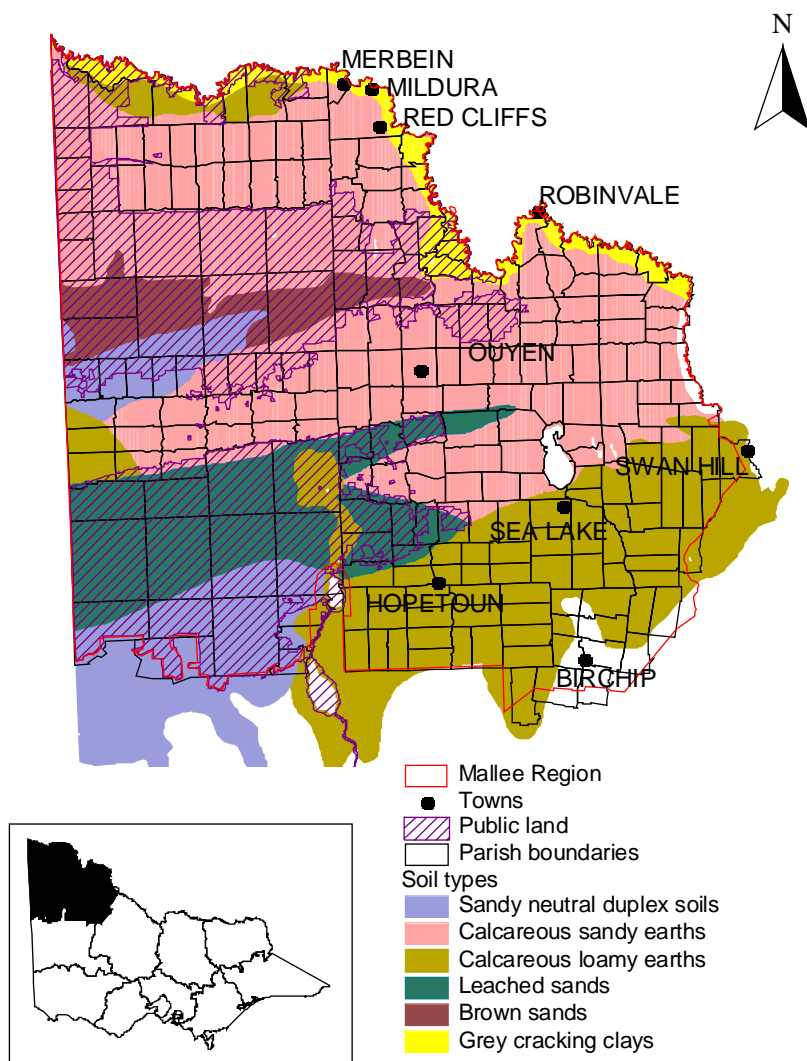 N
MERBEIN
MILDURA
RED CLIFFS
ROBINVALE
OUYEN
SWAN HILL
SEA LAKE
HOPETOUN
BIRCHIP
Mallee Region
Towns
Public land
Parish boundaries
Soil types
Sandy neutral duplex soils
Calcareous sandy earths
Calcareous loamy earths
Leached sands
Brown sands
Grey cracking clays